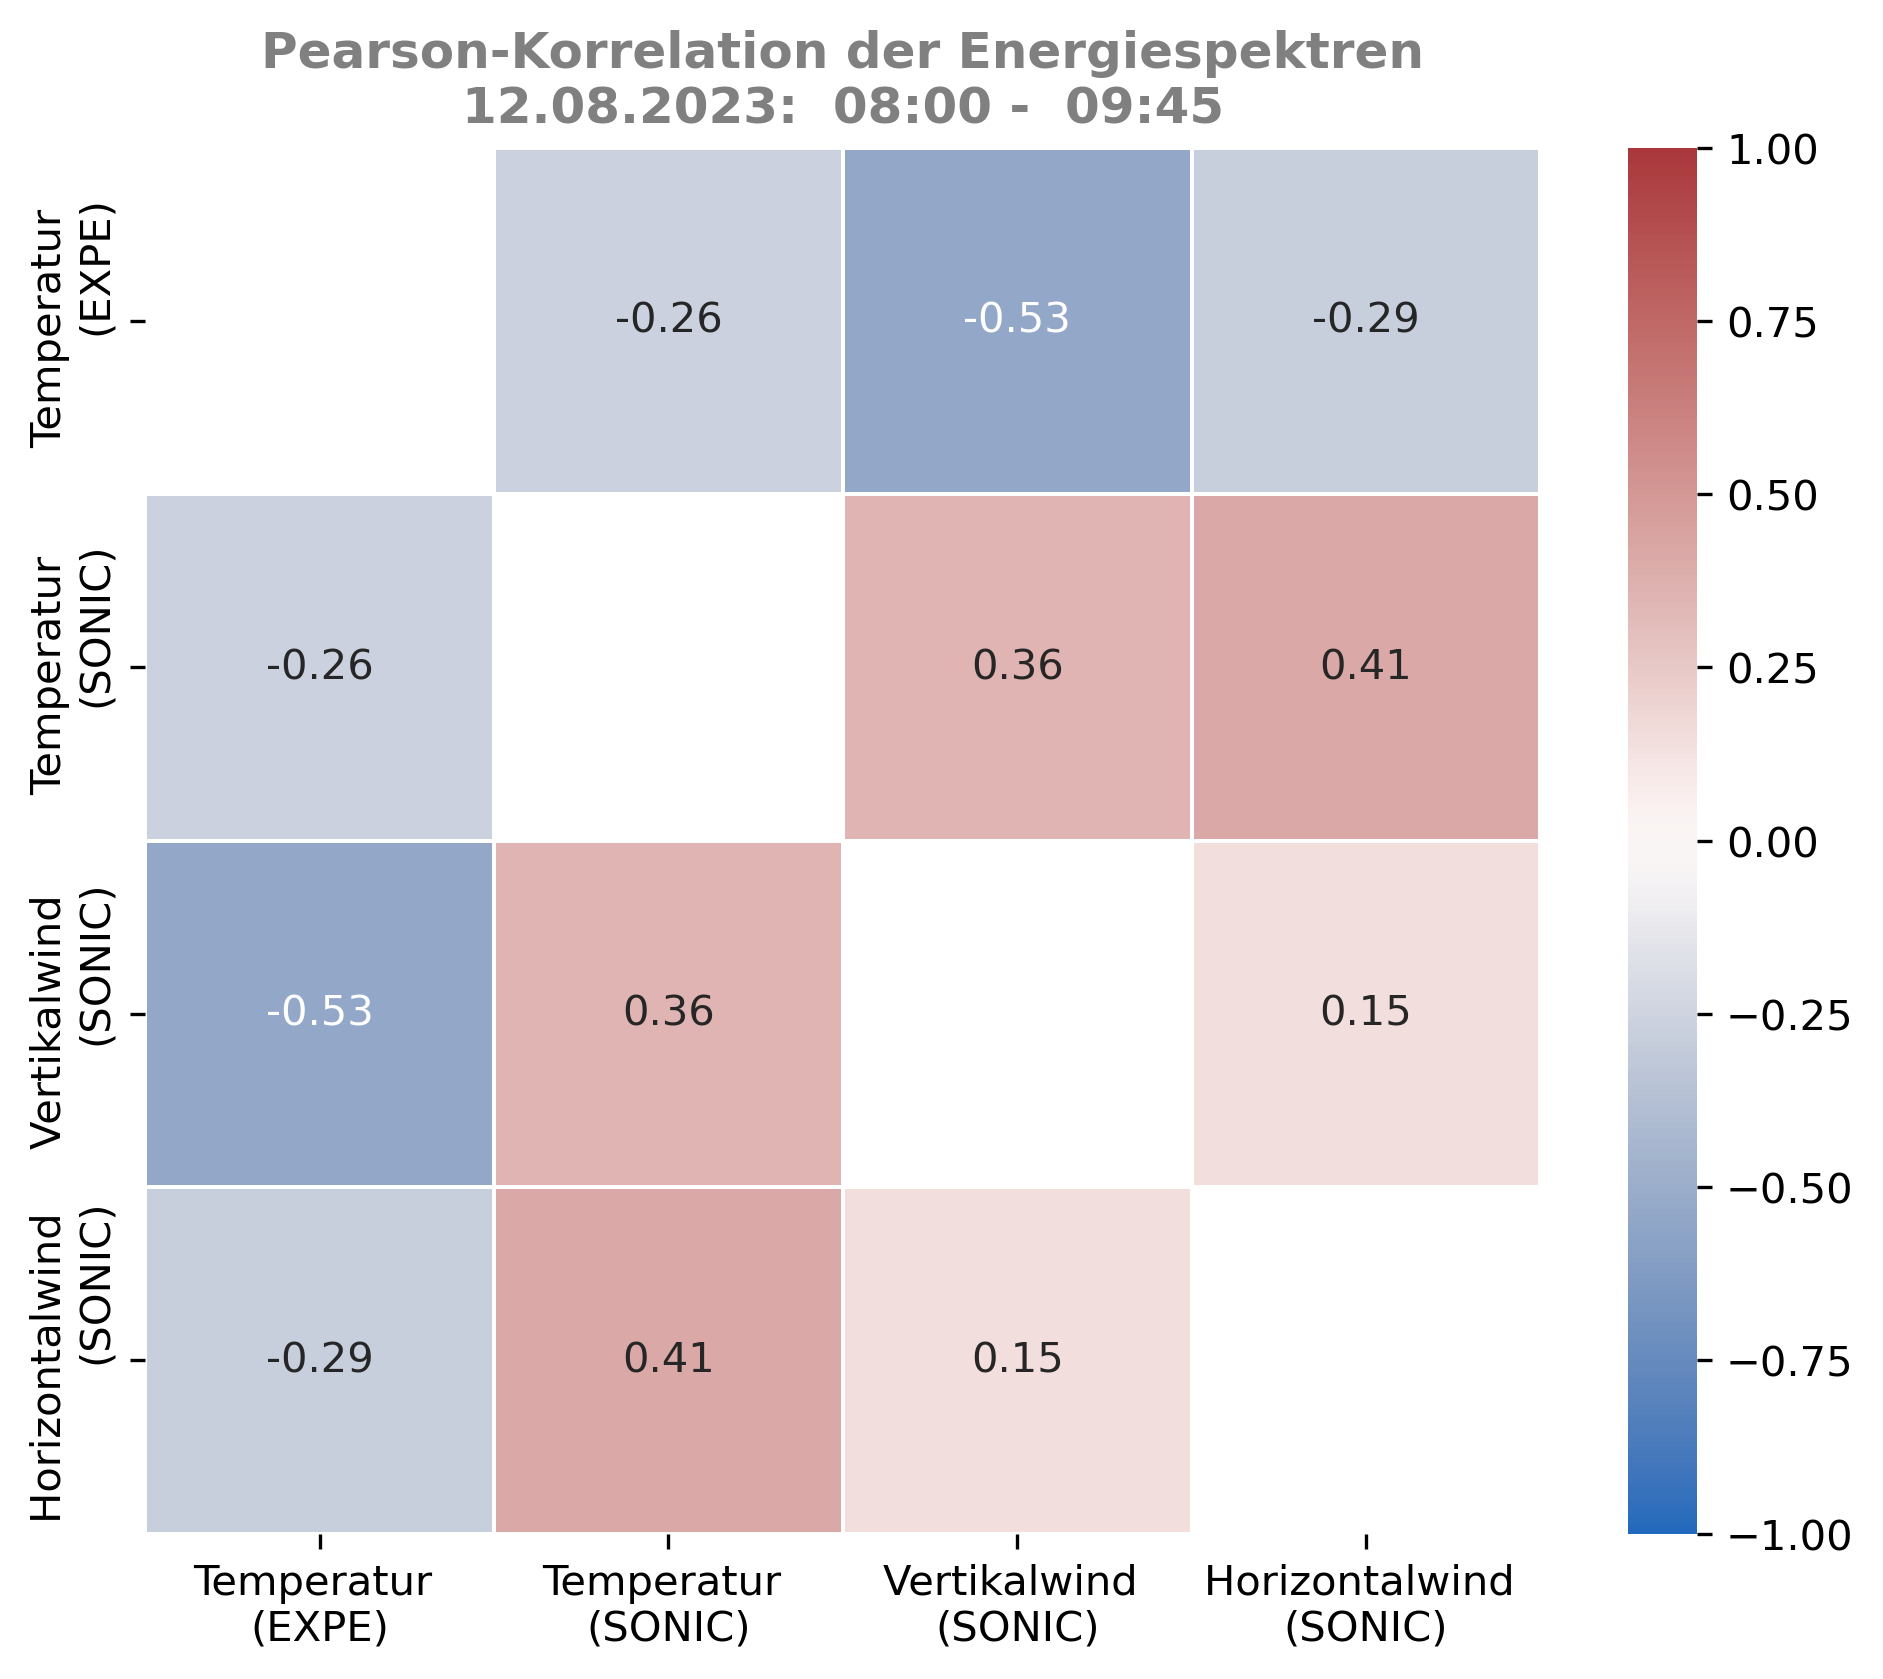 Pearson-Korrelation der Energiespektren
12.08.2023:  08:00 -  09:45
Temperatur
(EXPE)
-0.26
-0.53
-0.29
Temperatur
(SONIC)
-0.26
0.36
0.41
Vertikalwind
(SONIC)
-0.53
0.36
0.15
Horizontalwind
(SONIC)
-0.29
0.41
0.15
Temperatur
(EXPE)
Temperatur
(SONIC)
Vertikalwind
(SONIC)
Horizontalwind
(SONIC)
1.00
0.75
0.50
0.25
0.00
−0.25
−0.50
−0.75
−1.00